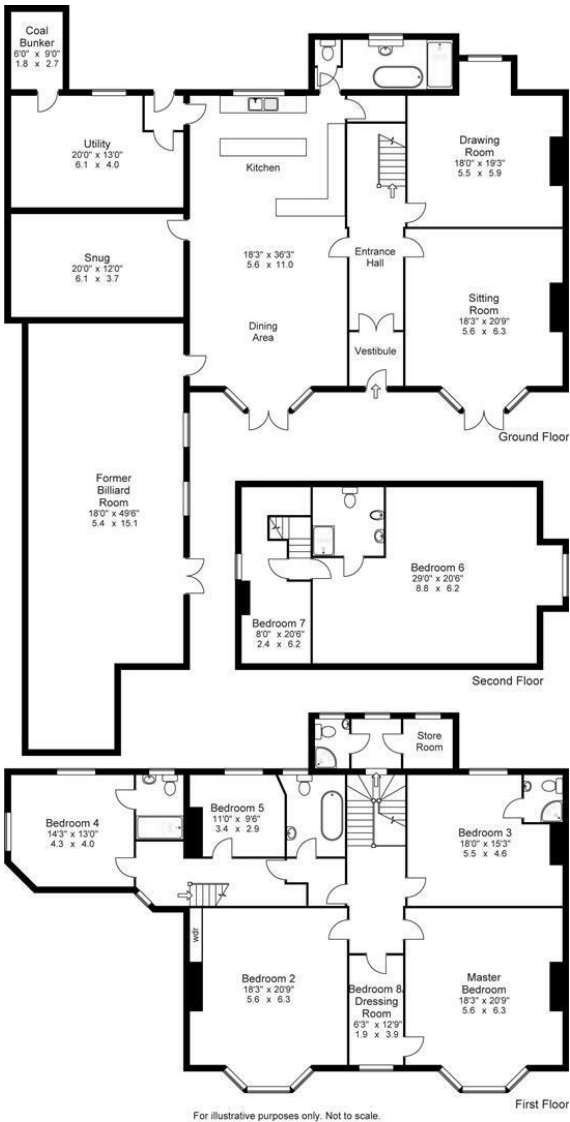 Coal
Bunker
6'0" x 9'0"
1.8 x 2.7
Utility
20'0" x 13'0"
6.1 x 4.0
Kitchen
Drawing
Room
18'0" x 19'3"
5.5 x 5.9
Snug
20'0" x 12'0"
6.1 x 3.7
18'3" x 36'3"
5.6 x 11.0
Entrance
Hall
Sitting
Room
18'3" x 20'9"
5.6 x 6.3
Dining
Area
Vestibule
Ground Floor
Former
Billiard
Room
18'0" x 49'6"
5.4 x 15.1
Bedroom 6
29'0" x 20'6"
8.8 x 6.2
Bedroom 7
8'0" x 20'6"
2.4 x 6.2
Second Floor
Store
Room
Bedroom 4
14'3" x 13'0"
4.3 x 4.0
Bedroom 5
11'0" x 9'6"
3.4 x 2.9
Bedroom 3
18'0" x 15'3"
5.5 x 4.6
wdr
Bedroom 2
18'3" x 20'9"
5.6 x 6.3
Bedroom 8/
Dressing
Room
6'3" x 12'9"
1.9 x 3.9
Master
Bedroom
18'3" x 20'9"
5.6 x 6.3
First Floor
For illustrative purposes only. Not to scale.